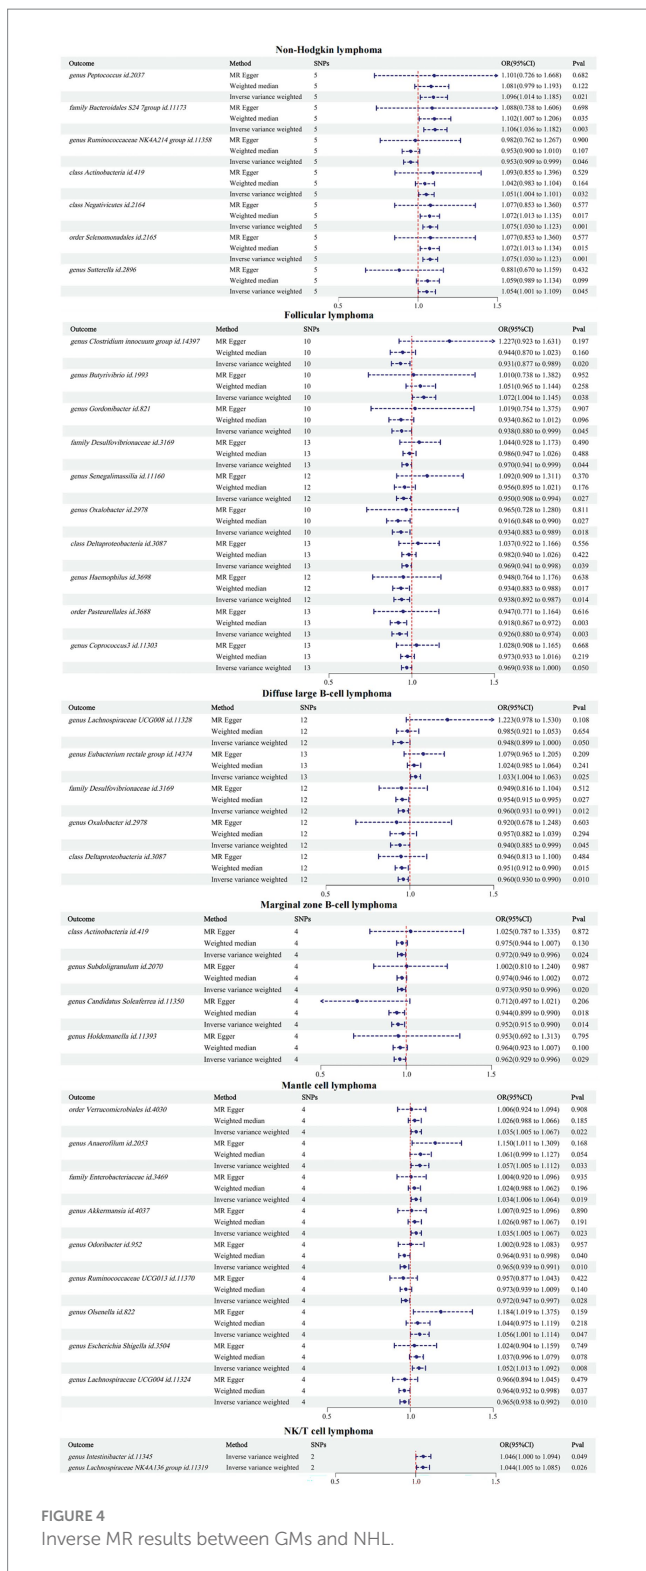 Non-Hodgkin lymphoma
Outcome Method SNPs OR(95%CI) Pval
genus Peptococcus id.2037 MR Egger 5 1.101(0.726 to 1.668) 0.682
Weighted median 5 1.081(0.979 to 1.193) 0.122
Inverse variance weighted 5 1.096(1.014 to 1.185) 0.021
family Bacteroidales S24 7group id.11173 MR Egger 5 1.088(0.738 to 1.606) 0.698
Weighted median 5 1.102(1.007 to 1.206) 0.035
Inverse variance weighted 5 1.106(1.036 to 1.182) 0.003
genus Ruminococcaceae NK4A214 group id.11358 MR Egger 5 0.982(0.762 to 1.267) 0.900
Weighted median 5 0.953(0.900 to 1.010) 0.107
Inverse variance weighted 5 0.953(0.909 to 0.999) 0.046
class Actinobacteria id.419 MR Egger 5 1.093(0.855 to 1.396) 0.529
Weighted median 5 1.042(0.983 to 1.104) 0.164
Inverse variance weighted 5 1.051(1.004 to 1.101) 0.032
class Negativicutes id.2164 MR Egger 5 1.077(0.853 to 1.360) 0.577
Weighted median 5 1.072(1.013 to 1.135) 0.017
Inverse variance weighted 5 1.075(1.030 to 1.123) 0.001
order Selenomonadales id.2165 MR Egger 5 1.077(0.853 to 1.360) 0.577
Weighted median 5 1.072(1.013 to 1.134) 0.015
Inverse variance weighted 5 1.075(1.030 to 1.123) 0.001
genus Sutterella id.2896 MR Egger 5 0.881(0.670 to 1.159) 0.432
Weighted median 5 1.059(0.989 to 1.134) 0.099
Inverse variance weighted 5 1.054(1.001 to 1.109) 0.045
0.5 1.0 1.5
Follicular lymphoma
Outcome Method SNPs OR(95%CI) Pval
genus Clostridium innocuum group id.14397 MR Egger 10 1.227(0.923 to 1.631) 0.197
Weighted median 10 0.944(0.870 to 1.023) 0.160
Inverse variance weighted 10 0.931(0.877 to 0.989) 0.020
genus Butyrivibrio id.1993 MR Egger 10 1.010(0.738 to 1.382) 0.952
Weighted median 10 1.051(0.965 to 1.144) 0.258
Inverse variance weighted 10 1.072(1.004 to 1.145) 0.038
genus Gordonibacter id.821 MR Egger 10 1.019(0.754 to 1.375) 0.907
Weighted median 10 0.934(0.862 to 1.012) 0.096
Inverse variance weighted 10 0.938(0.880 to 0.999) 0.045
family Desulfovibrionaceae id.3169 MR Egger 13 1.044(0.928 to 1.173) 0.490
Weighted median 13 0.986(0.947 to 1.026) 0.488
Inverse variance weighted 13 0.970(0.941 to 0.999) 0.044
genus Senegalimassilia id.11160 MR Egger 12 1.092(0.909 to 1.311) 0.370
Weighted median 12 0.956(0.895 to 1.021) 0.176
Inverse variance weighted 12 0.950(0.908 to 0.994) 0.027
genus Oxalobacter id.2978 MR Egger 10 0.965(0.728 to 1.280) 0.811
Weighted median 10 0.916(0.848 to 0.990) 0.027
Inverse variance weighted 10 0.934(0.883 to 0.989) 0.018
class Deltaproteobacteria id.3087 MR Egger 13 1.037(0.922 to 1.166) 0.556
Weighted median 13 0.982(0.940 to 1.026) 0.422
Inverse variance weighted 13 0.969(0.941 to 0.998) 0.039
genus Haemophilus id.3698 MR Egger 12 0.948(0.764 to 1.176) 0.638
Weighted median 12 0.934(0.883 to 0.988) 0.017
Inverse variance weighted 12 0.938(0.892 to 0.987) 0.014
order Pasteurellales id.3688 MR Egger 13 0.947(0.771 to 1.164) 0.616
Weighted median 13 0.918(0.867 to 0.972) 0.003
Inverse variance weighted 13 0.926(0.880 to 0.974) 0.003
genus Coprococcus3 id.11303 MR Egger 13 1.028(0.908 to 1.165) 0.668
Weighted median 13 0.973(0.933 to 1.016) 0.219
Inverse variance weighted 13 0.969(0.938 to 1.000) 0.050
0.5 1.0 1.5
Diffuse large B-cell lymphoma
Outcome Method SNPs OR(95%CI) Pval
genus Lachnospiraceae UCG008 id.11328 MR Egger 12 1.223(0.978 to 1.530) 0.108
Weighted median 12 0.985(0.921 to 1.053) 0.654
Inverse variance weighted 12 0.948(0.899 to 1.000) 0.050
genus Eubacterium rectale group id.14374 MR Egger 13 1.079(0.965 to 1.205) 0.209
Weighted median 13 1.024(0.985 to 1.064) 0.241
Inverse variance weighted 13 1.033(1.004 to 1.063) 0.025
family Desulfovibrionaceae id.3169 MR Egger 12 0.949(0.816 to 1.104) 0.512
Weighted median 12 0.954(0.915 to 0.995) 0.027
Inverse variance weighted 12 0.960(0.931 to 0.991) 0.012
genus Oxalobacter id.2978 MR Egger 12 0.920(0.678 to 1.248) 0.603
Weighted median 12 0.957(0.882 to 1.039) 0.294
Inverse variance weighted 12 0.940(0.885 to 0.999) 0.045
class Deltaproteobacteria id.3087 MR Egger 12 0.946(0.813 to 1.100) 0.484
Weighted median 12 0.951(0.912 to 0.990) 0.015
Inverse variance weighted 12 0.960(0.930 to 0.990) 0.010
0.5 1.0 1.5
Marginal zone B-cell lymphoma
Outcome Method SNPs OR(95%CI) Pval
class Actinobacteria id.419 MR Egger 4 1.025(0.787 to 1.335) 0.872
Weighted median 4 0.975(0.944 to 1.007) 0.130
Inverse variance weighted 4 0.972(0.949 to 0.996) 0.024
genus Subdoligranulum id.2070 MR Egger 4 1.002(0.810 to 1.240) 0.987
Weighted median 4 0.974(0.946 to 1.002) 0.072
Inverse variance weighted 4 0.973(0.950 to 0.996) 0.020
genus Candidatus Soleaferrea id.11350 MR Egger 4 0.712(0.497 to 1.021) 0.206
Weighted median 4 0.944(0.899 to 0.990) 0.018
Inverse variance weighted 4 0.952(0.915 to 0.990) 0.014
genus Holdemanella id.11393 MR Egger 4 0.953(0.692 to 1.313) 0.795
Weighted median 4 0.964(0.923 to 1.007) 0.100
Inverse variance weighted 4 0.962(0.929 to 0.996) 0.029
0.5 1.0 1.5
Mantle cell lymphoma
Outcome Method SNPs OR(95%CI) Pval
order Verrucomicrobiales id.4030 MR Egger 4 1.006(0.924 to 1.094) 0.908
Weighted median 4 1.026(0.988 to 1.066) 0.185
Inverse variance weighted 4 1.035(1.005 to 1.067) 0.022
genus Anaerofilum id.2053 MR Egger 4 1.150(1.011 to 1.309) 0.168
Weighted median 4 1.061(0.999 to 1.127) 0.054
Inverse variance weighted 4 1.057(1.005 to 1.112) 0.033
family Enterobacteriaceae id.3469 MR Egger 4 1.004(0.920 to 1.096) 0.935
Weighted median 4 1.024(0.988 to 1.062) 0.196
Inverse variance weighted 4 1.034(1.006 to 1.064) 0.019
genus Akkermansia id.4037 MR Egger 4 1.007(0.925 to 1.096) 0.890
Weighted median 4 1.026(0.987 to 1.067) 0.191
Inverse variance weighted 4 1.035(1.005 to 1.067) 0.023
genus Odoribacter id.952 MR Egger 4 1.002(0.928 to 1.083) 0.957
Weighted median 4 0.964(0.931 to 0.998) 0.040
Inverse variance weighted 4 0.965(0.939 to 0.991) 0.010
genus Ruminococcaceae UCG013 id.11370 MR Egger 4 0.957(0.877 to 1.043) 0.422
Weighted median 4 0.973(0.939 to 1.009) 0.140
Inverse variance weighted 4 0.972(0.947 to 0.997) 0.028
genus Olsenella id.822 MR Egger 4 1.184(1.019 to 1.375) 0.159
Weighted median 4 1.044(0.975 to 1.119) 0.218
Inverse variance weighted 4 1.056(1.001 to 1.114) 0.047
genus Escherichia Shigella id.3504 MR Egger 4 1.024(0.904 to 1.159) 0.749
Weighted median 4 1.037(0.996 to 1.079) 0.078
Inverse variance weighted 4 1.052(1.013 to 1.092) 0.008
genus Lachnospiraceae UCG004 id.11324 MR Egger 4 0.966(0.894 to 1.045) 0.479
Weighted median 4 0.964(0.932 to 0.998) 0.037
Inverse variance weighted 4 0.965(0.938 to 0.992) 0.010
0.5 1.0 1.5
NK/T cell lymphoma
Outcome Method SNPs OR(95%CI) Pval
genus Intestinibacter id.11345 Inverse variance weighted 2 1.046(1.000 to 1.094) 0.049
genus Lachnospiraceae NK4A136 group id.11319 Inverse variance weighted 2 1.044(1.005 to 1.085) 0.026
0.5 1.0 1.5
FIGURE 4
Inverse MR results between GMs and NHL.